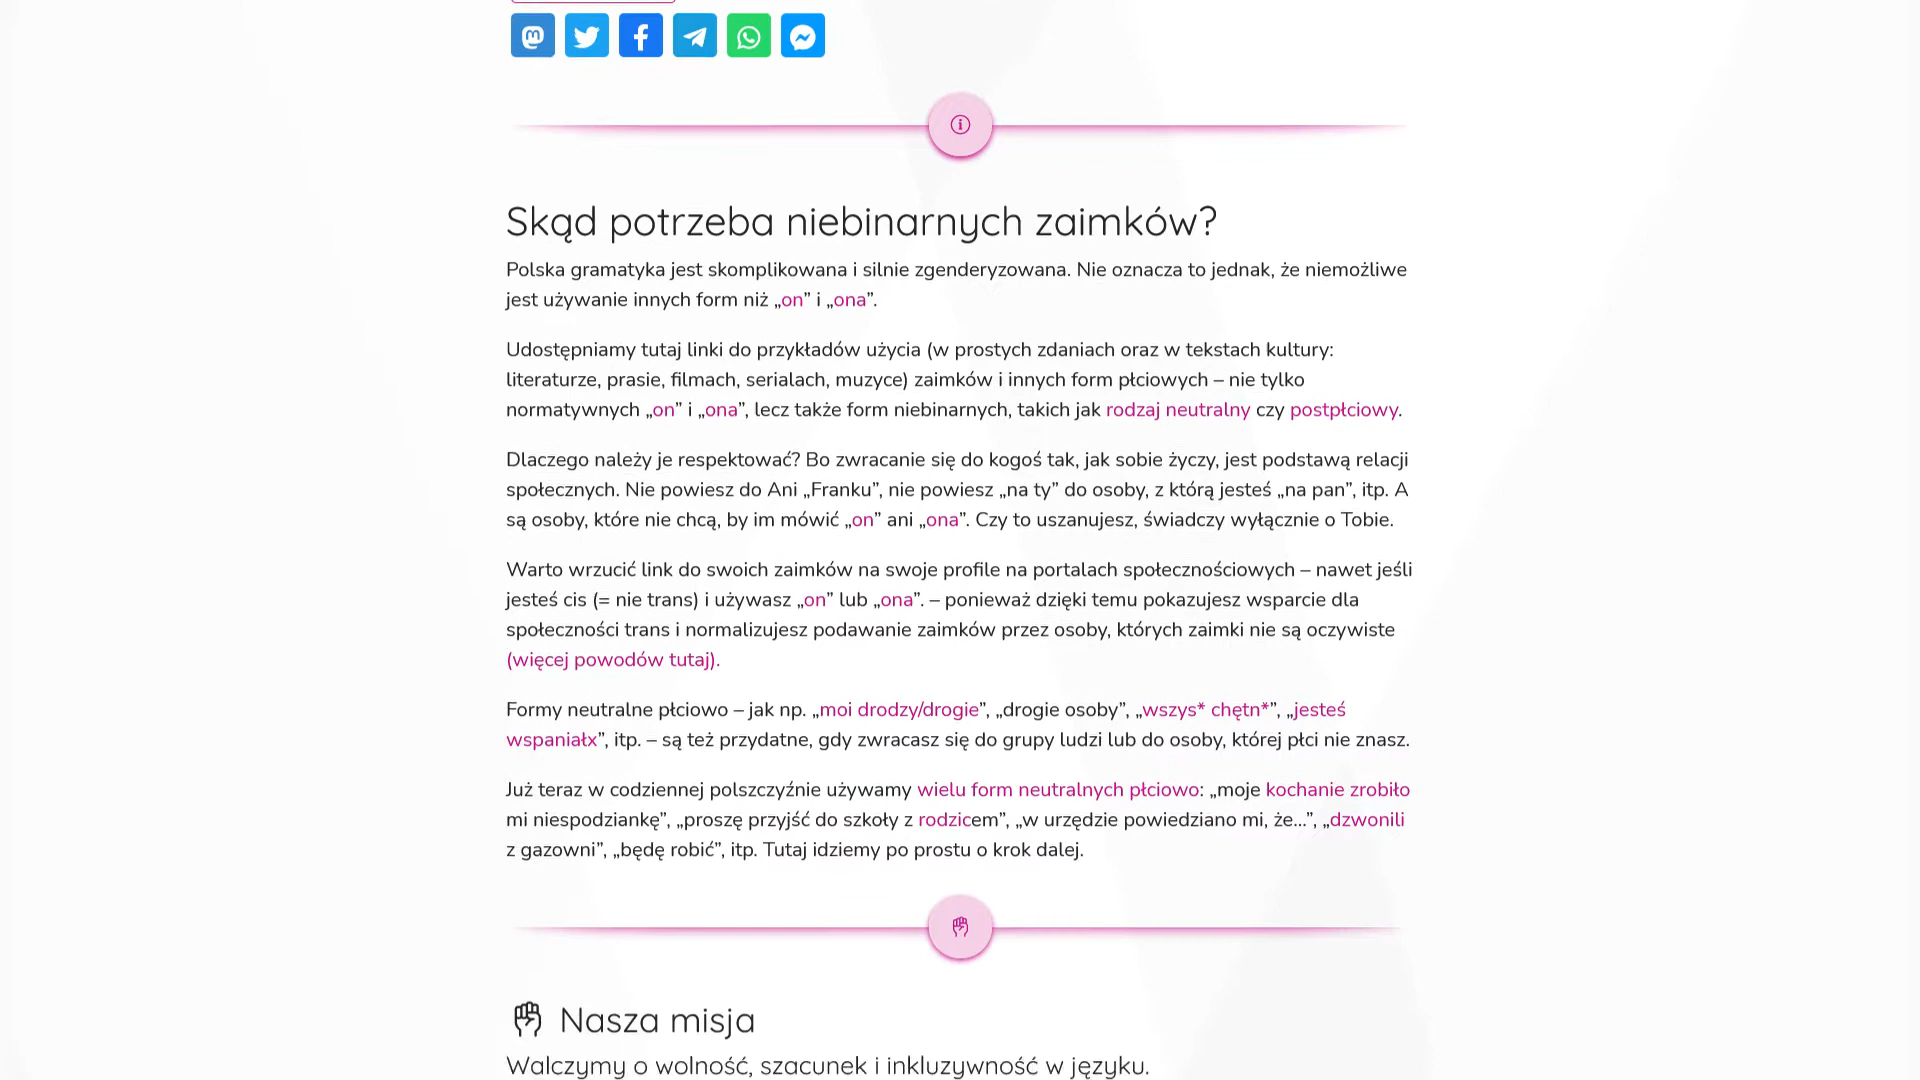 Skąd potrzeba niebinarnych zaimków?
Polska gramatyka jest skomplikowana i silnie zgenderyzowana. Nie oznacza to jednak, że niemożliwe
jest używanie innych form niż „on” i „ona”.
Udostępniamy tutaj linki do przykładów użycia (w prostych zdaniach oraz w tekstach kultury:
literaturze, prasie, filmach, serialach, muzyce) zaimków i innych form płciowych – nie tylko
normatywnych „on” i „ona”, lecz także form niebinarnych, takich jak rodzaj neutralny czy postpłciowy.
Dlaczego należy je respektować? Bo zwracanie się do kogoś tak, jak sobie życzy, jest podstawą relacji
społecznych. Nie powiesz do Ani „Franku”, nie powiesz „na ty” do osoby, z którą jesteś „na pan”, itp. A
są osoby, które nie chcą, by im mówić „on” ani „ona”. Czy to uszanujesz, świadczy wyłącznie o Tobie.
Warto wrzucić link do swoich zaimków na swoje profile na portalach społecznościowych – nawet jeśli
jesteś cis (= nie trans) i używasz „on” lub „ona”. – ponieważ dzięki temu pokazujesz wsparcie dla
społeczności trans i normalizujesz podawanie zaimków przez osoby, których zaimki nie są oczywiste
(więcej powodów tutaj).
Formy neutralne płciowo – jak np. „moi drodzy/drogie”, „drogie osoby”, „wszys* chętn*”, „jesteś
wspaniałx”, itp. – są też przydatne, gdy zwracasz się do grupy ludzi lub do osoby, której płci nie znasz.
Już teraz w codziennej polszczyźnie używamy wielu form neutralnych płciowo: „moje kochanie zrobiło
mi niespodziankę”, „proszę przyjść do szkoły z rodzicem”, „w urzędzie powiedziano mi, że…”, „dzwonili
z gazowni”, „będę robić”, itp. Tutaj idziemy po prostu o krok dalej.
Nasza misja
Walczymy o wolność, szacunek i inkluzywność w języku.